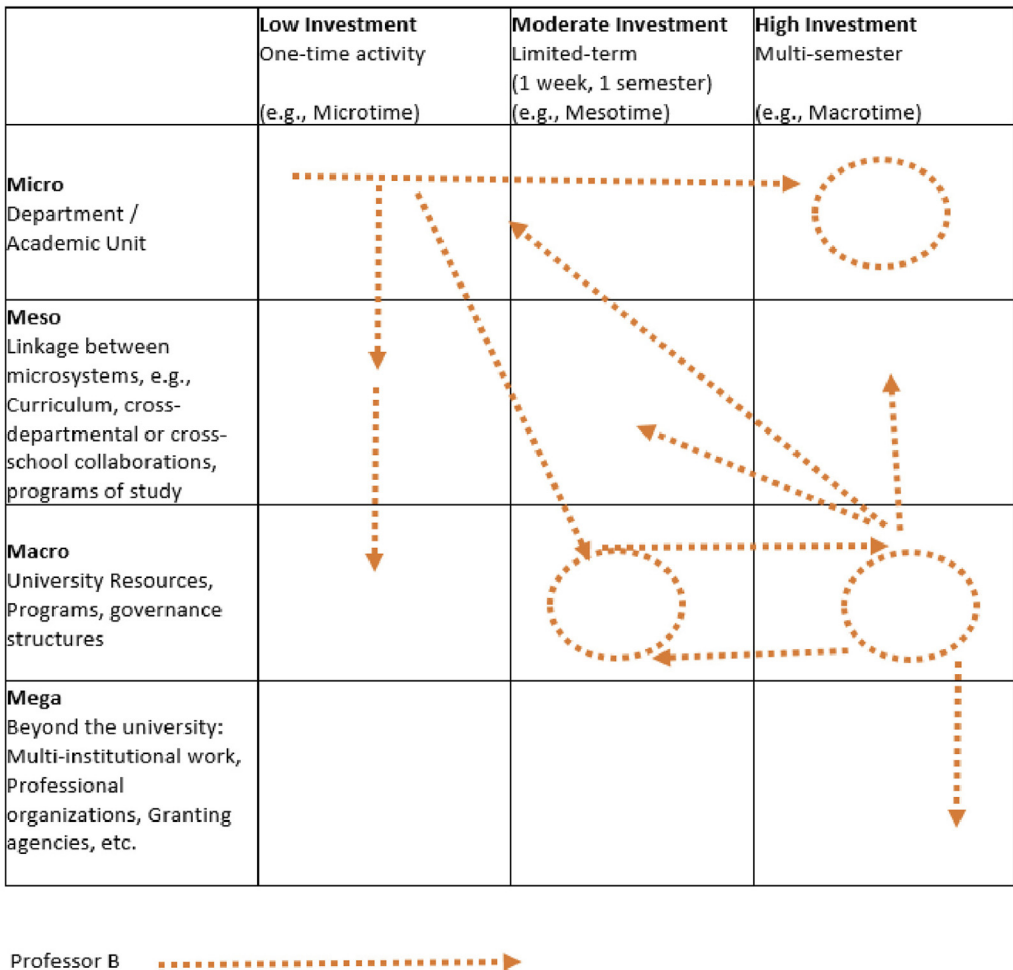 Low Investment
One-time activity
(e.g., Microtime)
Moderate Investment
Limited-term
(1 week, 1 semester)
(e.g., Mesotime)
High Investment
Multi-semester
(e.g., Macrotime)
Micro
Department /
Academic Unit
Meso
Linkage between
microsystems, e.g.,
Curriculum, cross-
departmental or cross-
school collaborations,
programs of study
Macro
University Resources,
Programs, governance
structures
Mega
Beyond the university:
Multi-institutional work,
Professional
organizations, Granting
agencies, etc.
Professor B